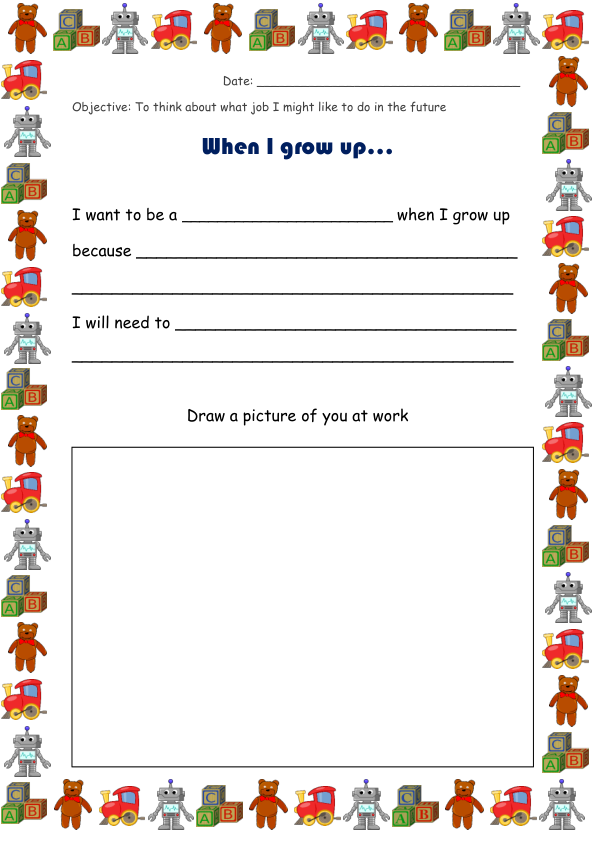 Date: ___________________________________
Objective: To think about what job I might like to do in the future
When I grow up...
I want to be a ______________________ when I grow up
because ________________________________________
______________________________________________
I will need to ____________________________________
______________________________________________
Draw a picture of you at work